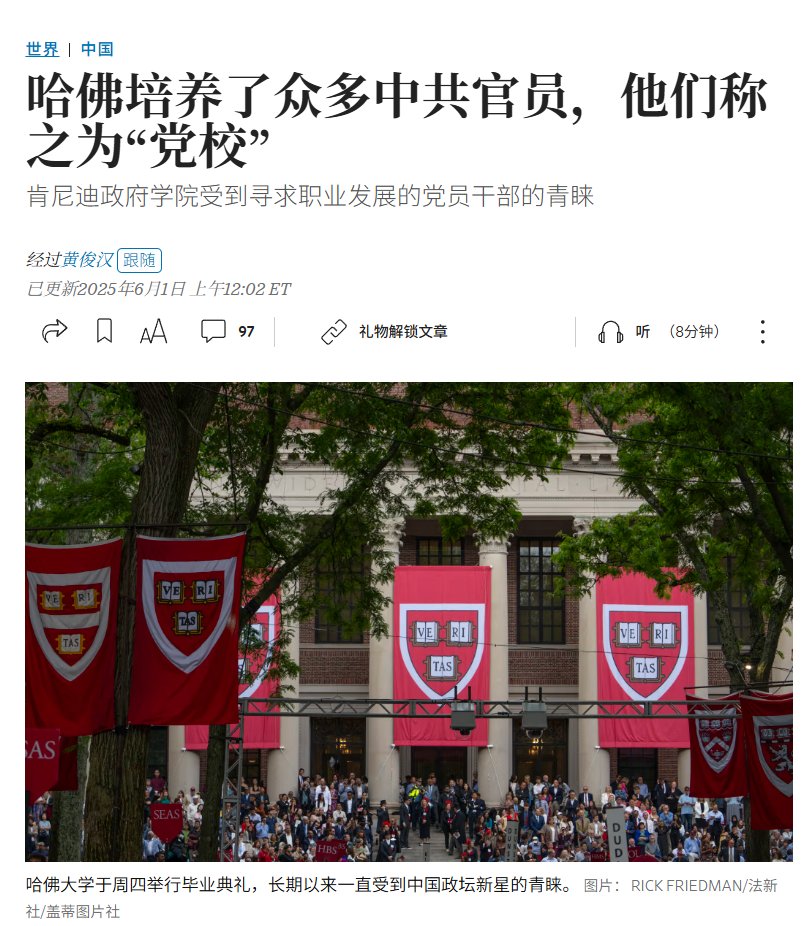 世界 | 中国
哈佛培养了众多中共官员，他们称
之为“党校”
肯尼迪政府学院受到寻求职业发展的党员干部的青睐
经过黄俊汉 跟随
已更新2025年6月1日 上午12:02 ET
97 礼物解锁文章 听 （8分钟）
VE RI
TAS
VE RI
TAS
VE RI
TAS
VE RI
TAS
SAS
SEAS
HBS
DUD
哈佛大学于周四举行毕业典礼，长期以来一直受到中国政坛新星的青睐。 图片： RICK FRIEDMAN/法新
社/盖蒂图片社